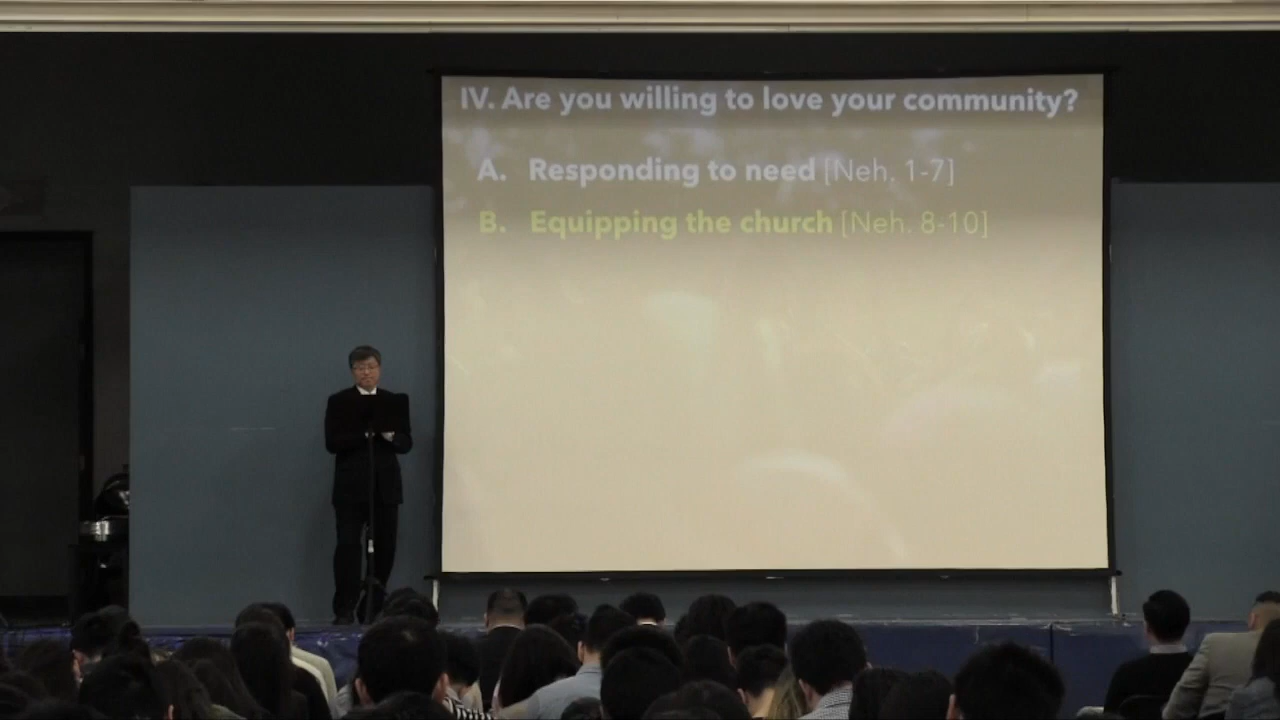 IV. Are you willing to love your community?
A. Responding to need [Neh. 1-7]
B. Equipping the church [Neh. 8-10]